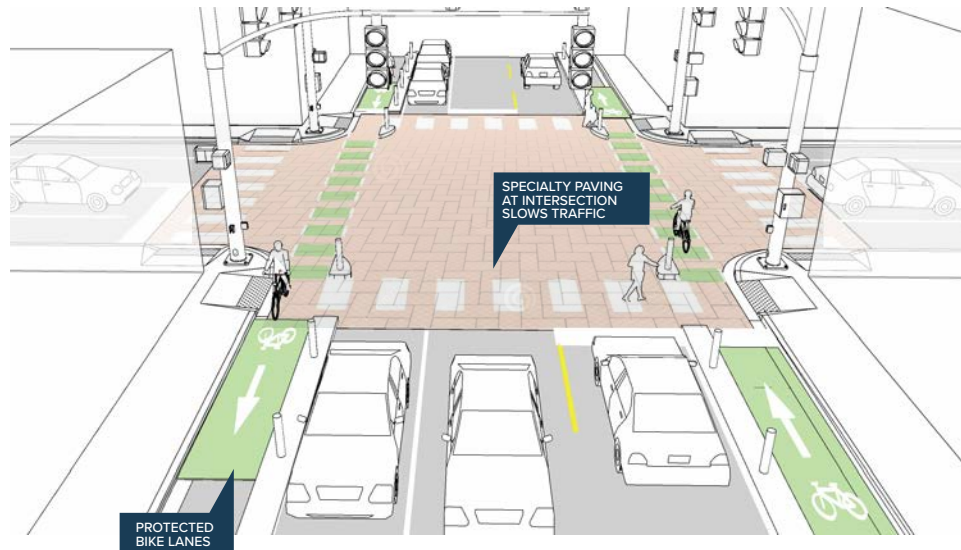 SPECIALTY PAVING
AT INTERSECTION
SLOWS TRAFFIC
PROTECTED
BIKE LANES